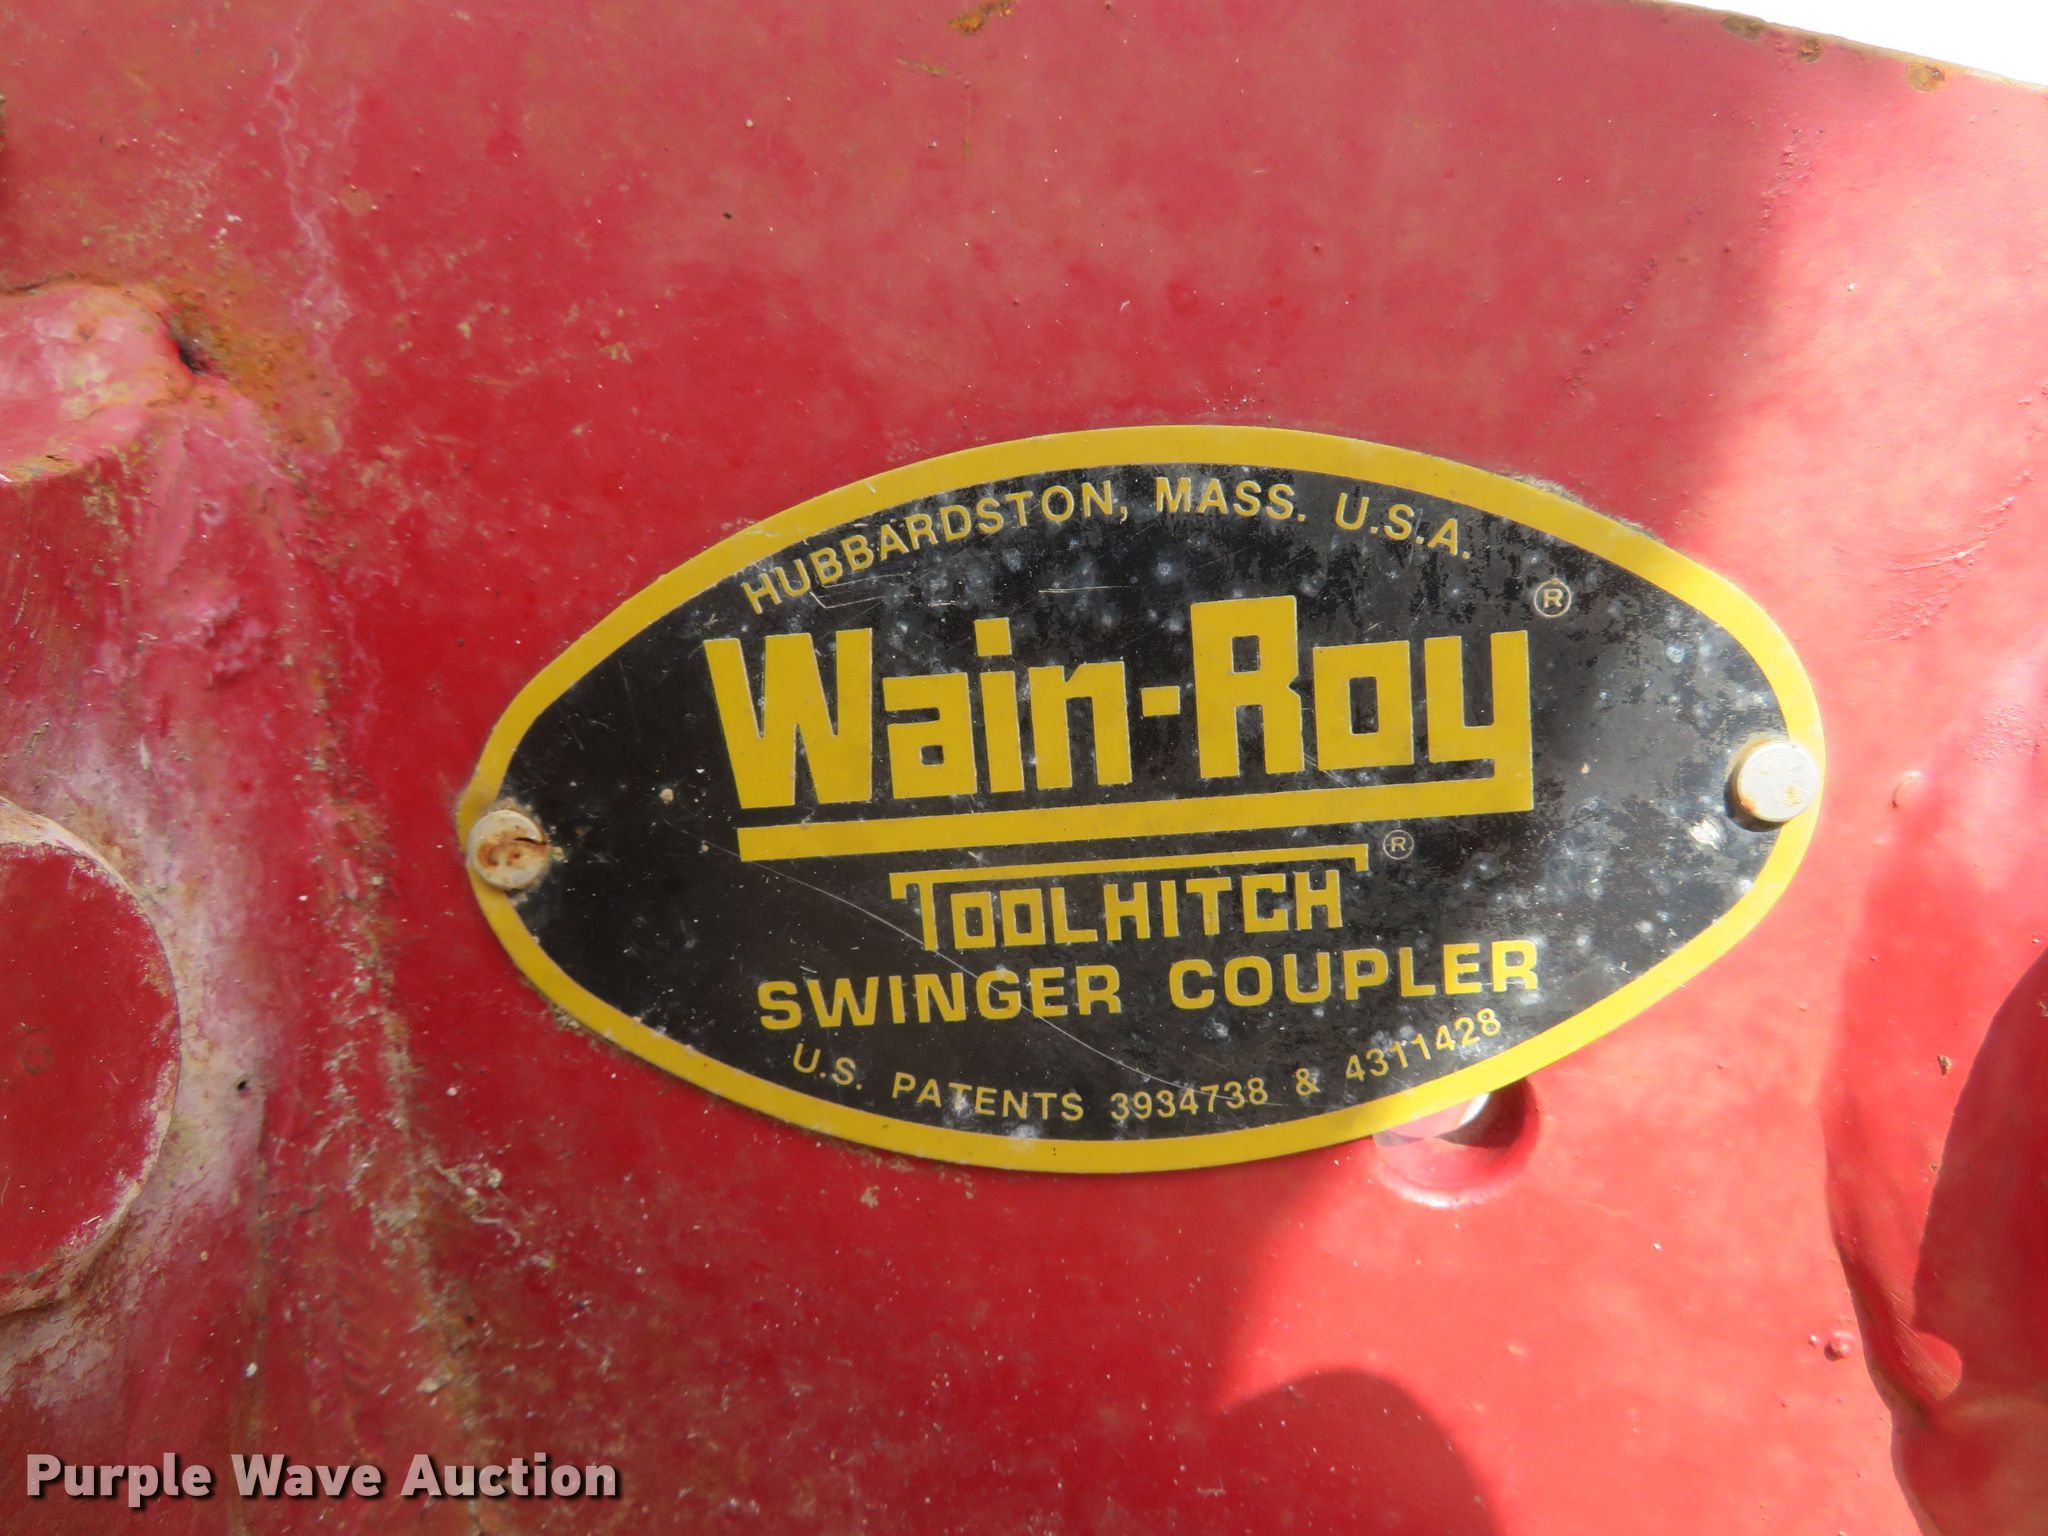 HUBBARDSTON, MASS. U.S.A.
Wain-Roy ®
TOOLHITCH ®
SWINGER COUPLER
U.S. PATENTS 3934738 & 4311428
Purple Wave Auction